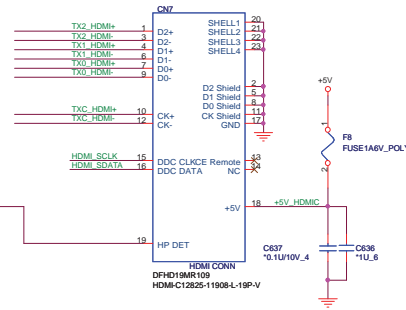 CN7
TX2_HDMI+ 1 D2+ SHELL1 20
TX2_HDMI- 3 D2- SHELL2 21
TX1_HDMI+ 4 D1+ SHELL3 22
TX1_HDMI- 6 D1- SHELL4 23
TX0_HDMI+ 7 D0+
TX0_HDMI- 9 D0-
D2 Shield 2
D1 Shield 5
D0 Shield 8
TXC_HDMI+ 10 CK+ CK Shield 11
TXC_HDMI- 12 CK- GND 17
+5V
1
F8
FUSE1A6V_POLY
2
HDMI_SCLK 15 DDC CLK CE Remote 13
HDMI_SDATA 16 DDC DATA NC 14
+5V 18 +5V_HDMIC
19 HP DET
C637
*0.1U/10V_4
C636
*1U_6
HDMI CONN
DFHD19MR109
HDMI-C12825-11908-L-19P-V